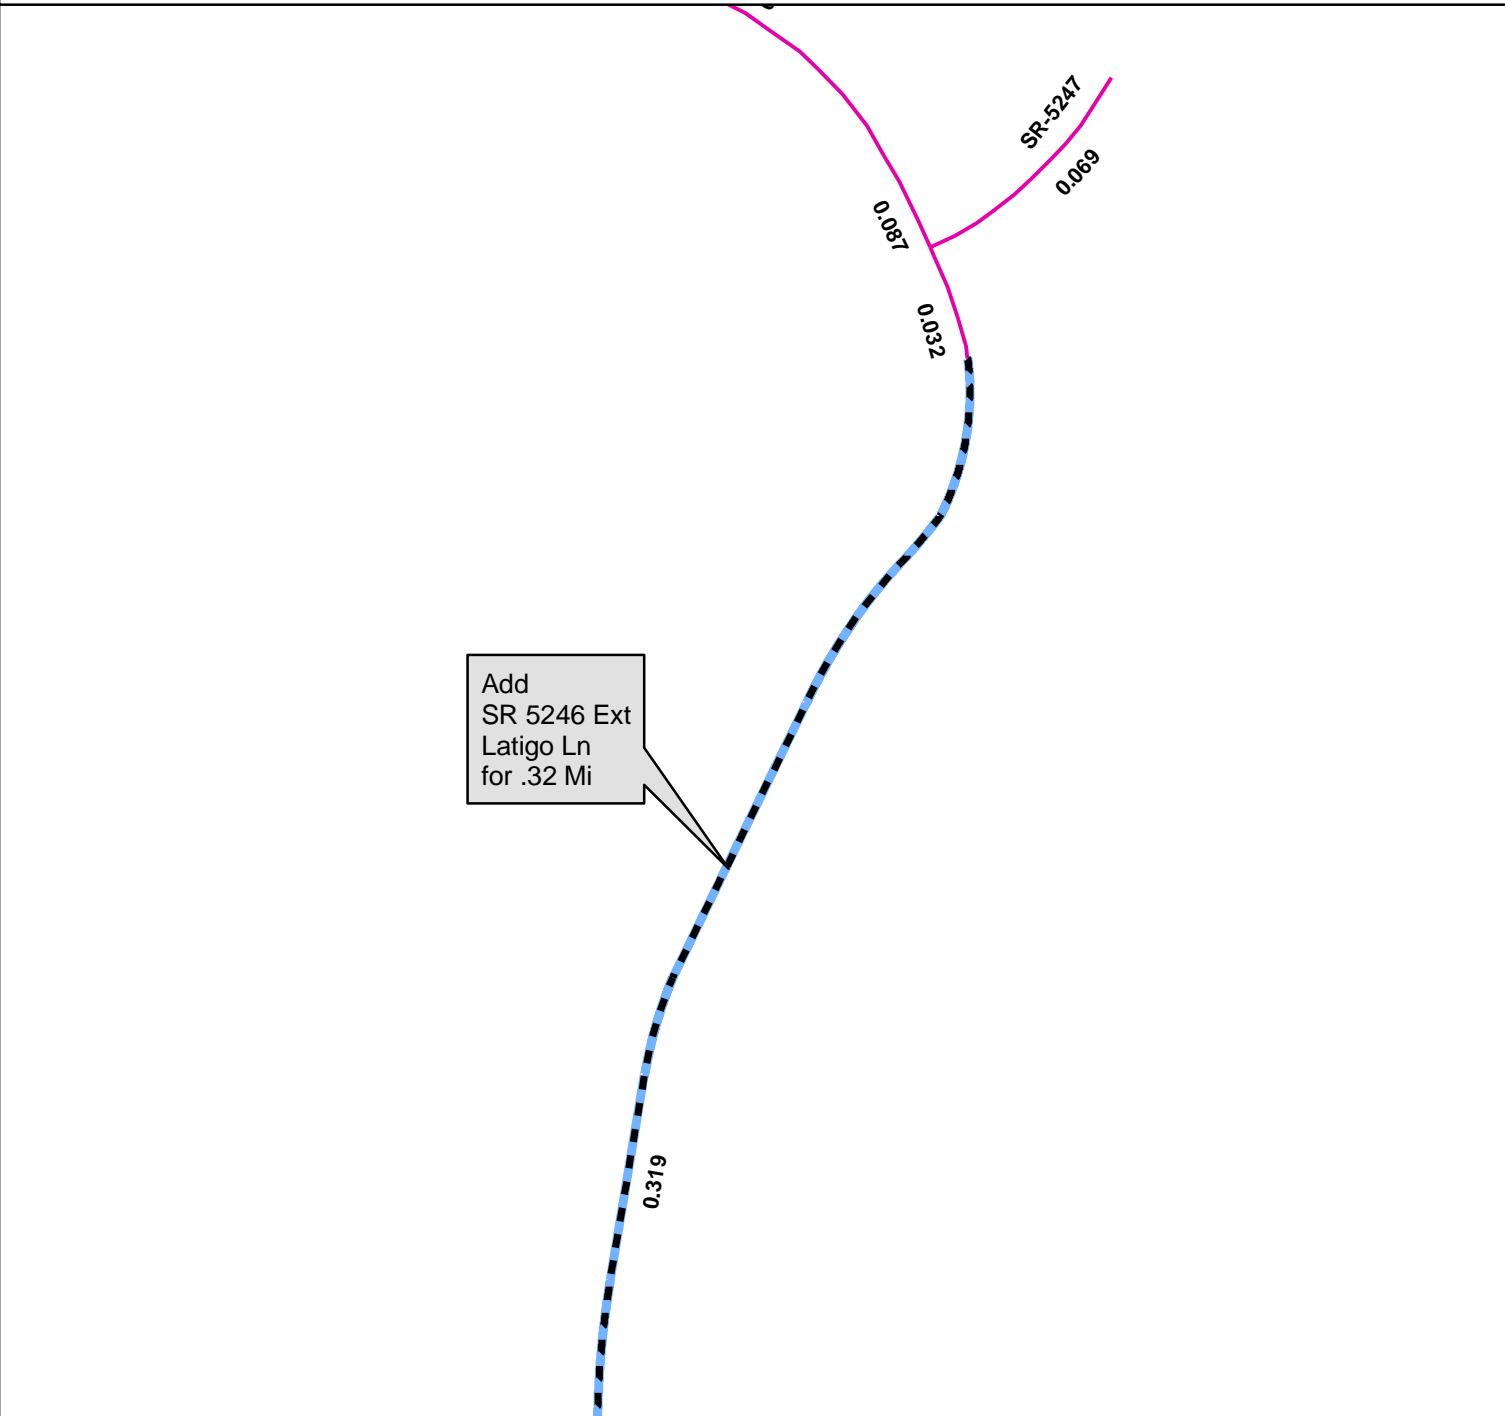 SR-5247
0.069
0.087
0.032
Add
SR 5246 Ext
Latigo Ln
for .32 Mi
0.319